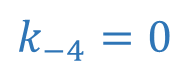 k₋₄ = 0